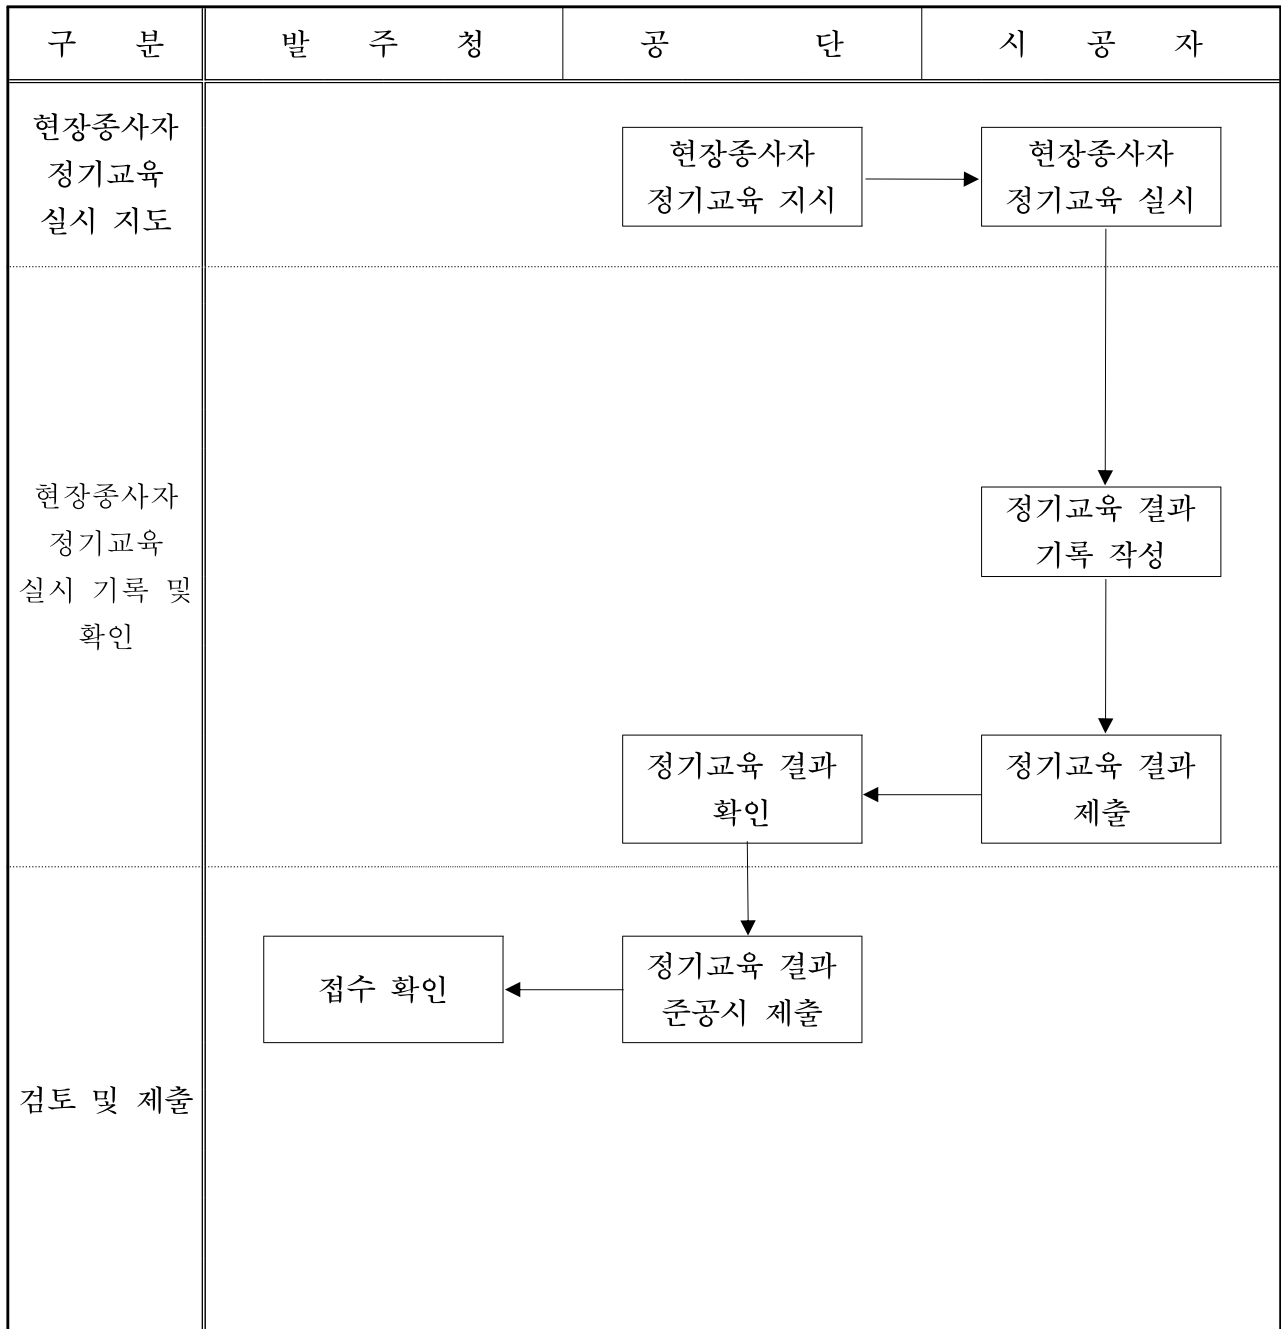 구 분 발 주 청 공 단 시 공 자
현장종사자
정기교육
실시 지도
현장종사자
정기교육 지시
현장종사자
정기교육 실시
현장종사자
정기교육
실시 기록 및
확인
정기교육 결과
기록 작성
정기교육 결과
확인
정기교육 결과
제출
검토 및 제출
접수 확인
정기교육 결과
준공시 제출